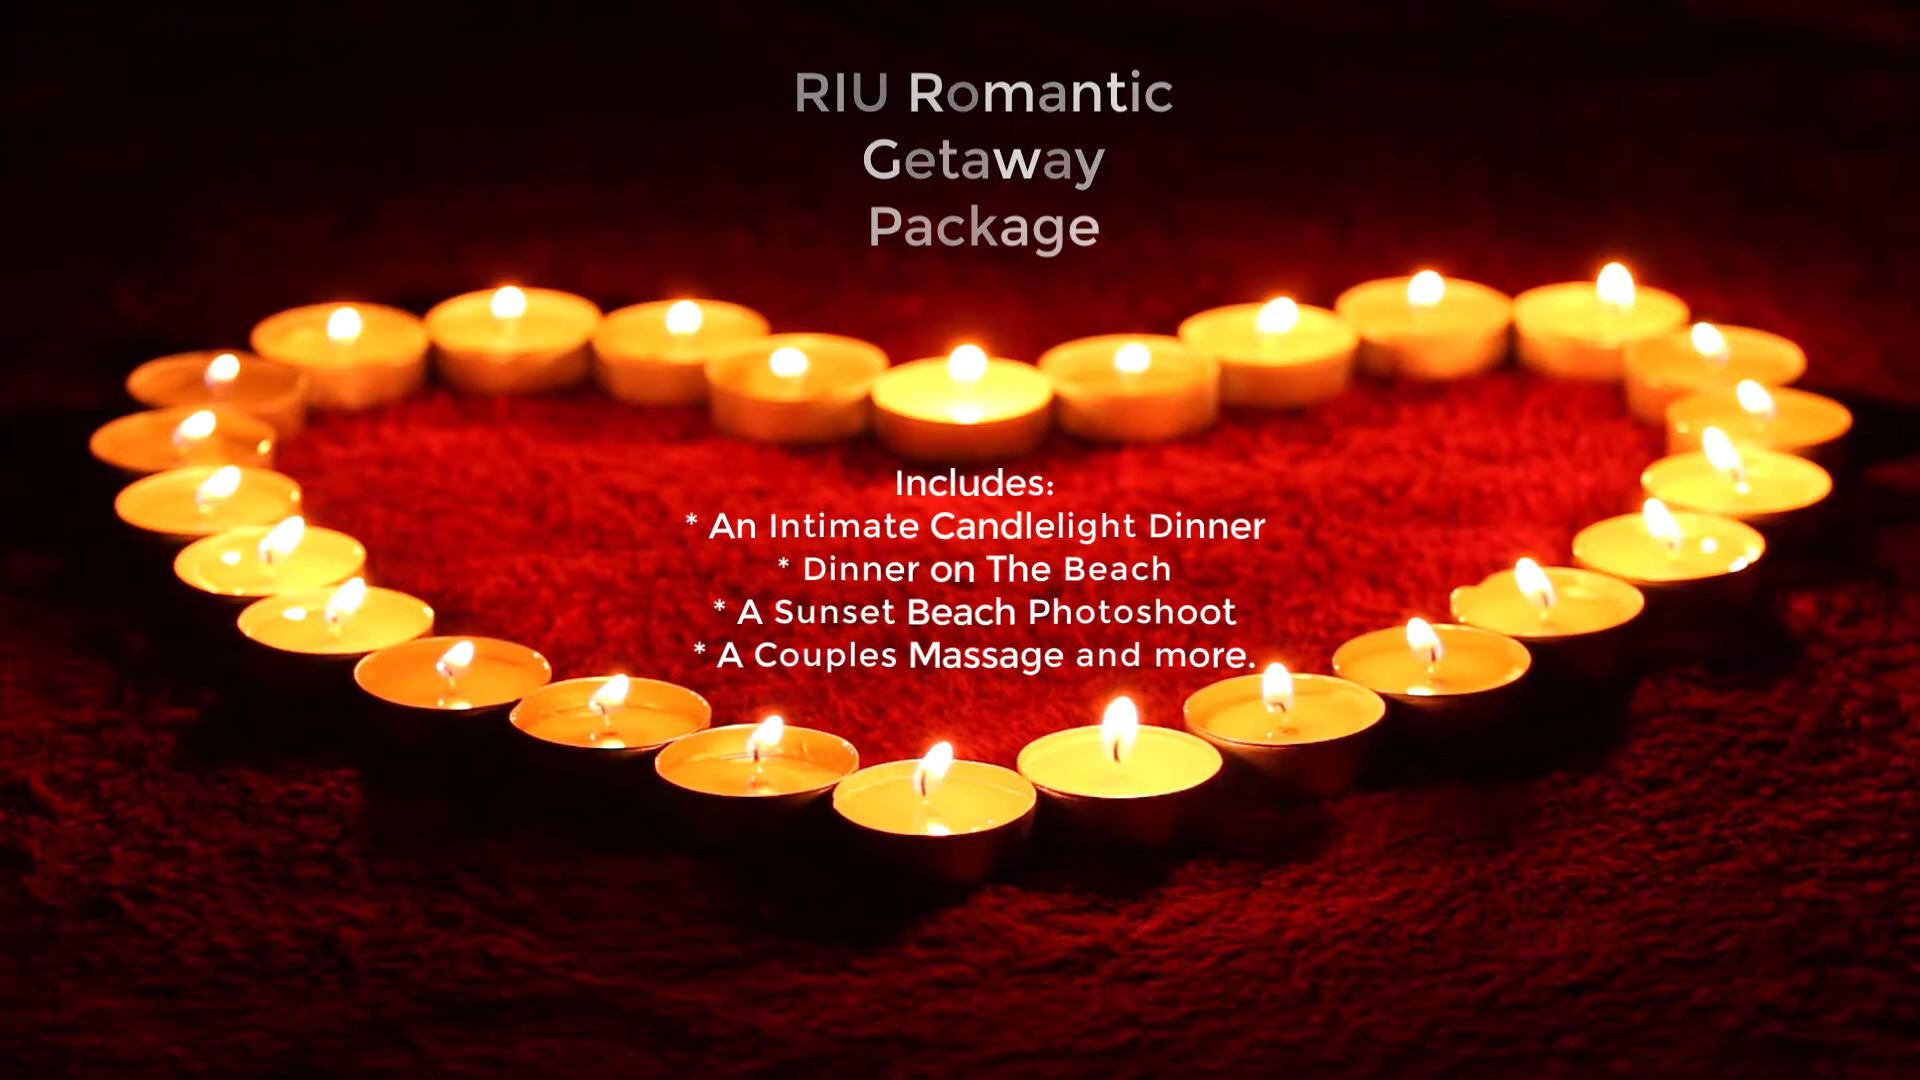 RIU Romantic
Getaway
Package
Includes:
* An Intimate Candlelight Dinner
* Dinner on The Beach
* A Sunset Beach Photoshoot
* A Couples Massage and more.